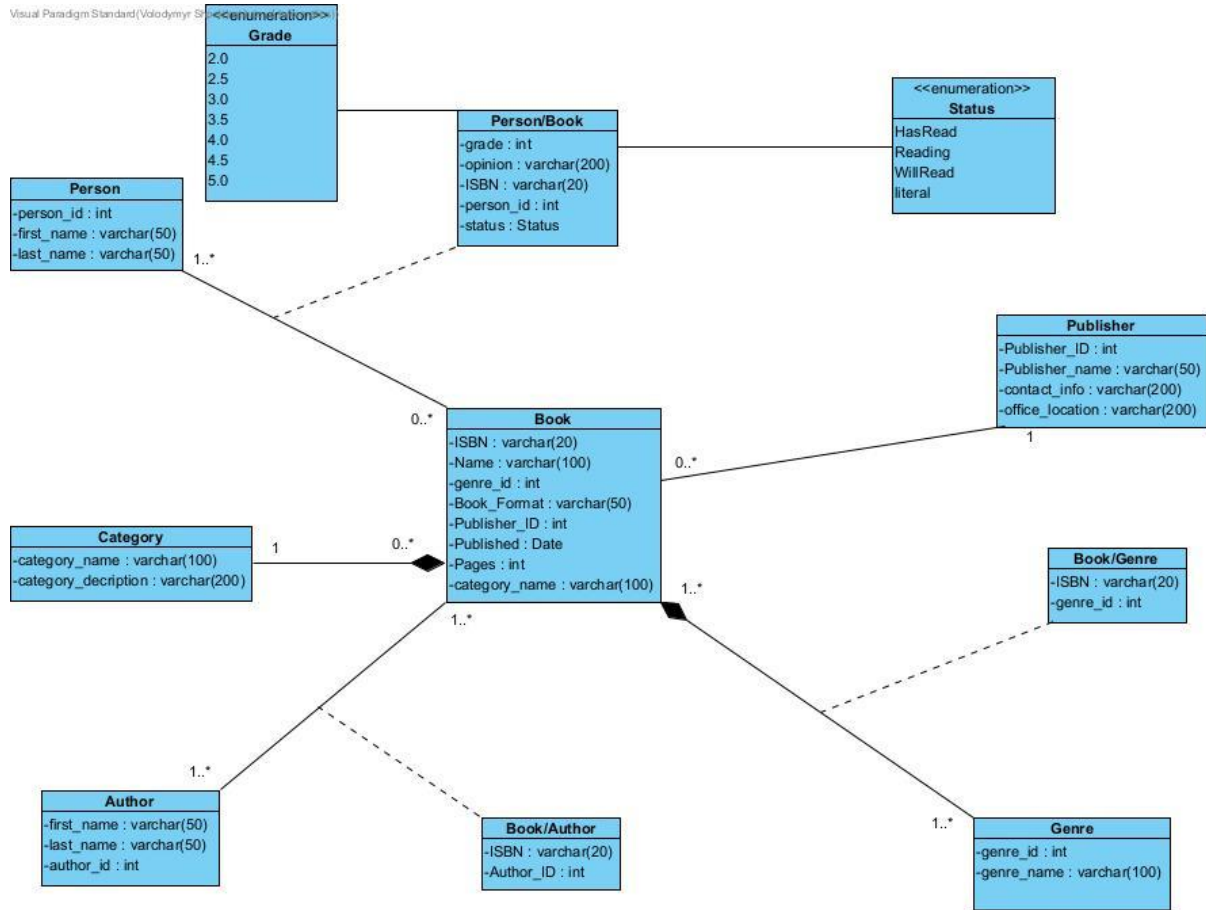 Visual Paradigm Standard(Volodymyr
<<enumeration>>
Grade
2.0
2.5
3.0
3.5
4.0
4.5
5.0
<<enumeration>>
Status
HasRead
Reading
WillRead
literal
Person/Book
-grade : int
-opinion : varchar(200)
-ISBN : varchar(20)
-person_id : int
-status : Status
Person
-person_id : int
-first_name : varchar(50)
-last_name : varchar(50)
1..*
Publisher
-Publisher_ID : int
-Publisher_name : varchar(50)
-contact_info : varchar(200)
-office_location : varchar(200)
-
1
0..*
0..*
Book
-ISBN : varchar(20)
-Name : varchar(100)
-genre_id : int
-Book_Format : varchar(50)
-Publisher_ID : int
-Published : Date
-Pages : int
-category_name : varchar(100)
Category
-category_name : varchar(100)
-category_decription : varchar(200)
1
0..*
Book/Genre
-ISBN : varchar(20)
-genre_id : int
1..*
1..*
1..*
Author
-first_name : varchar(50)
-last_name : varchar(50)
-author_id : int
Book/Author
-ISBN : varchar(20)
-Author_ID : int
1..*
Genre
-genre_id : int
-genre_name : varchar(100)